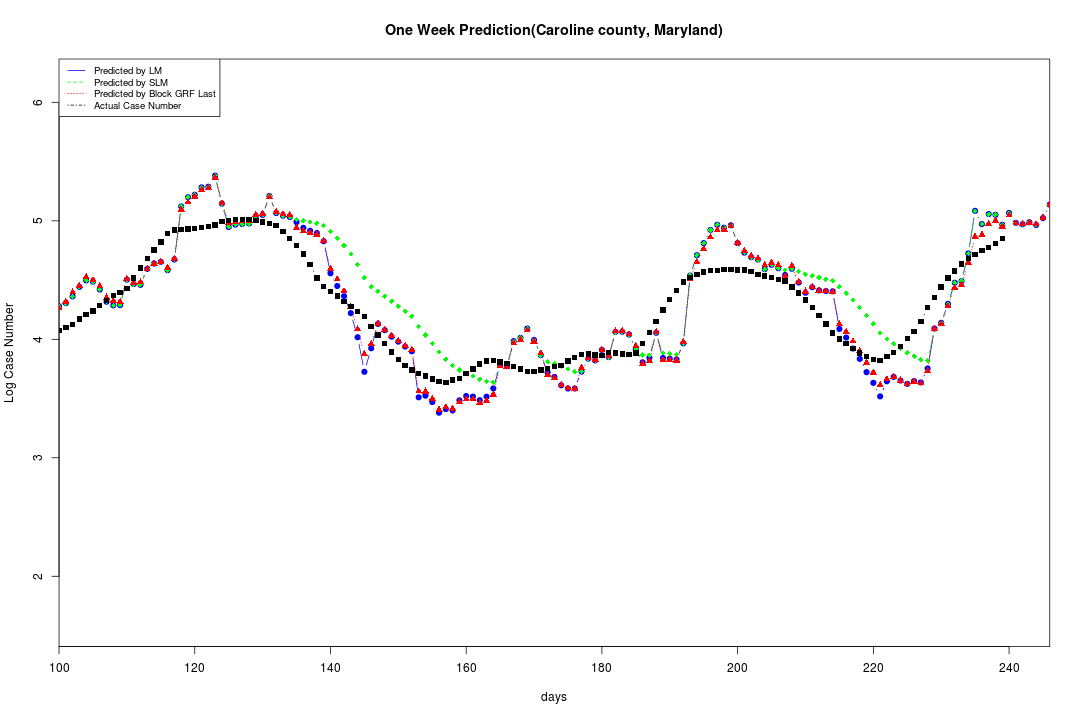 One Week Prediction(Caroline county, Maryland)
Predicted by LM
Predicted by SLM
Predicted by Block GRF Last
Actual Case Number
6
5
4
3
2
Log Case Number
100 120 140 160 180 200 220 240
days